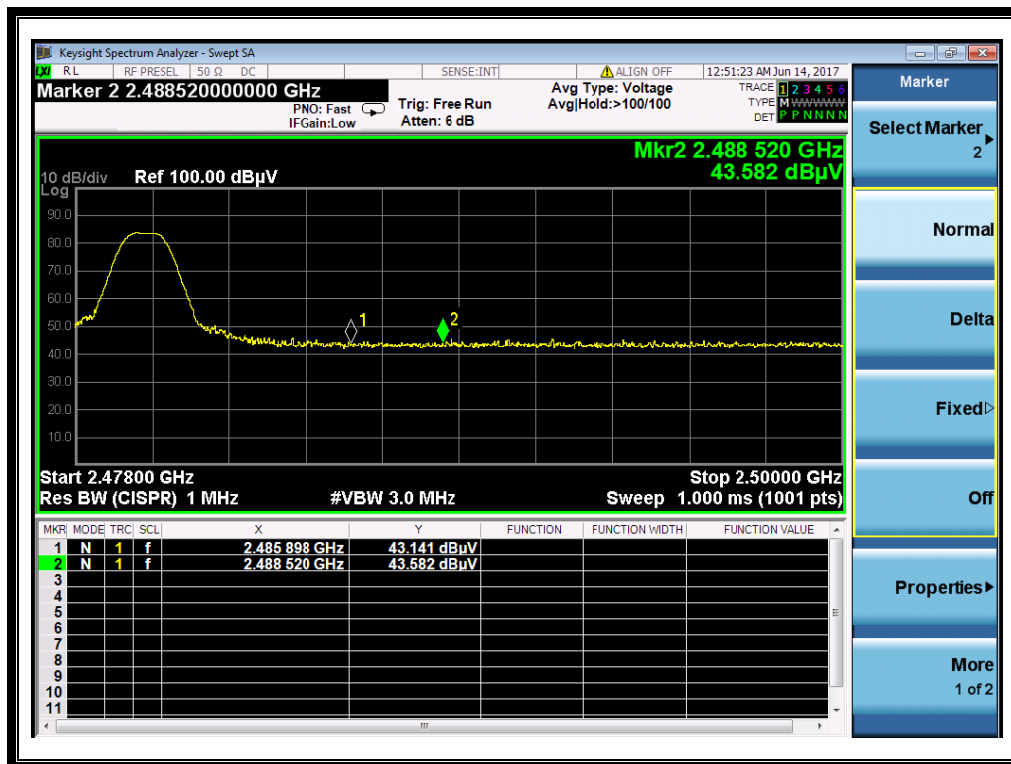 Keysight Spectrum Analyzer - Swept SA
LXI RL RF PRESEL 50 Ω DC SENSE:INT ALIGN OFF 12:51:23 AM Jun 14, 2017
Marker 2 2.488520000000 GHz
PNO: Fast
IFGain:Low
Trig: Free Run
Atten: 6 dB
Avg Type: Voltage
Avg|Hold:>100/100
TRACE 1 2 3 4 5 6
TYPE M WWWWW
DET P P N N N N
Mkr2 2.488 520 GHz
43.582 dBµV
10 dB/div Ref 100.00 dBµV
Log
90.0
80.0
70.0
60.0
50.0
40.0
30.0
20.0
10.0
1
2
Start 2.47800 GHz Stop 2.50000 GHz
Res BW (CISPR) 1 MHz #VBW 3.0 MHz Sweep 1.000 ms (1001 pts)
MKR MODE TRC SCL X Y FUNCTION FUNCTION WIDTH FUNCTION VALUE
1 N 1 f 2.485 898 GHz 43.141 dBµV
2 N 1 f 2.488 520 GHz 43.582 dBµV
3
4
5
6
7
8
9
10
11
Marker
Select Marker
2
Normal
Delta
Fixed
Off
Properties
More
1 of 2